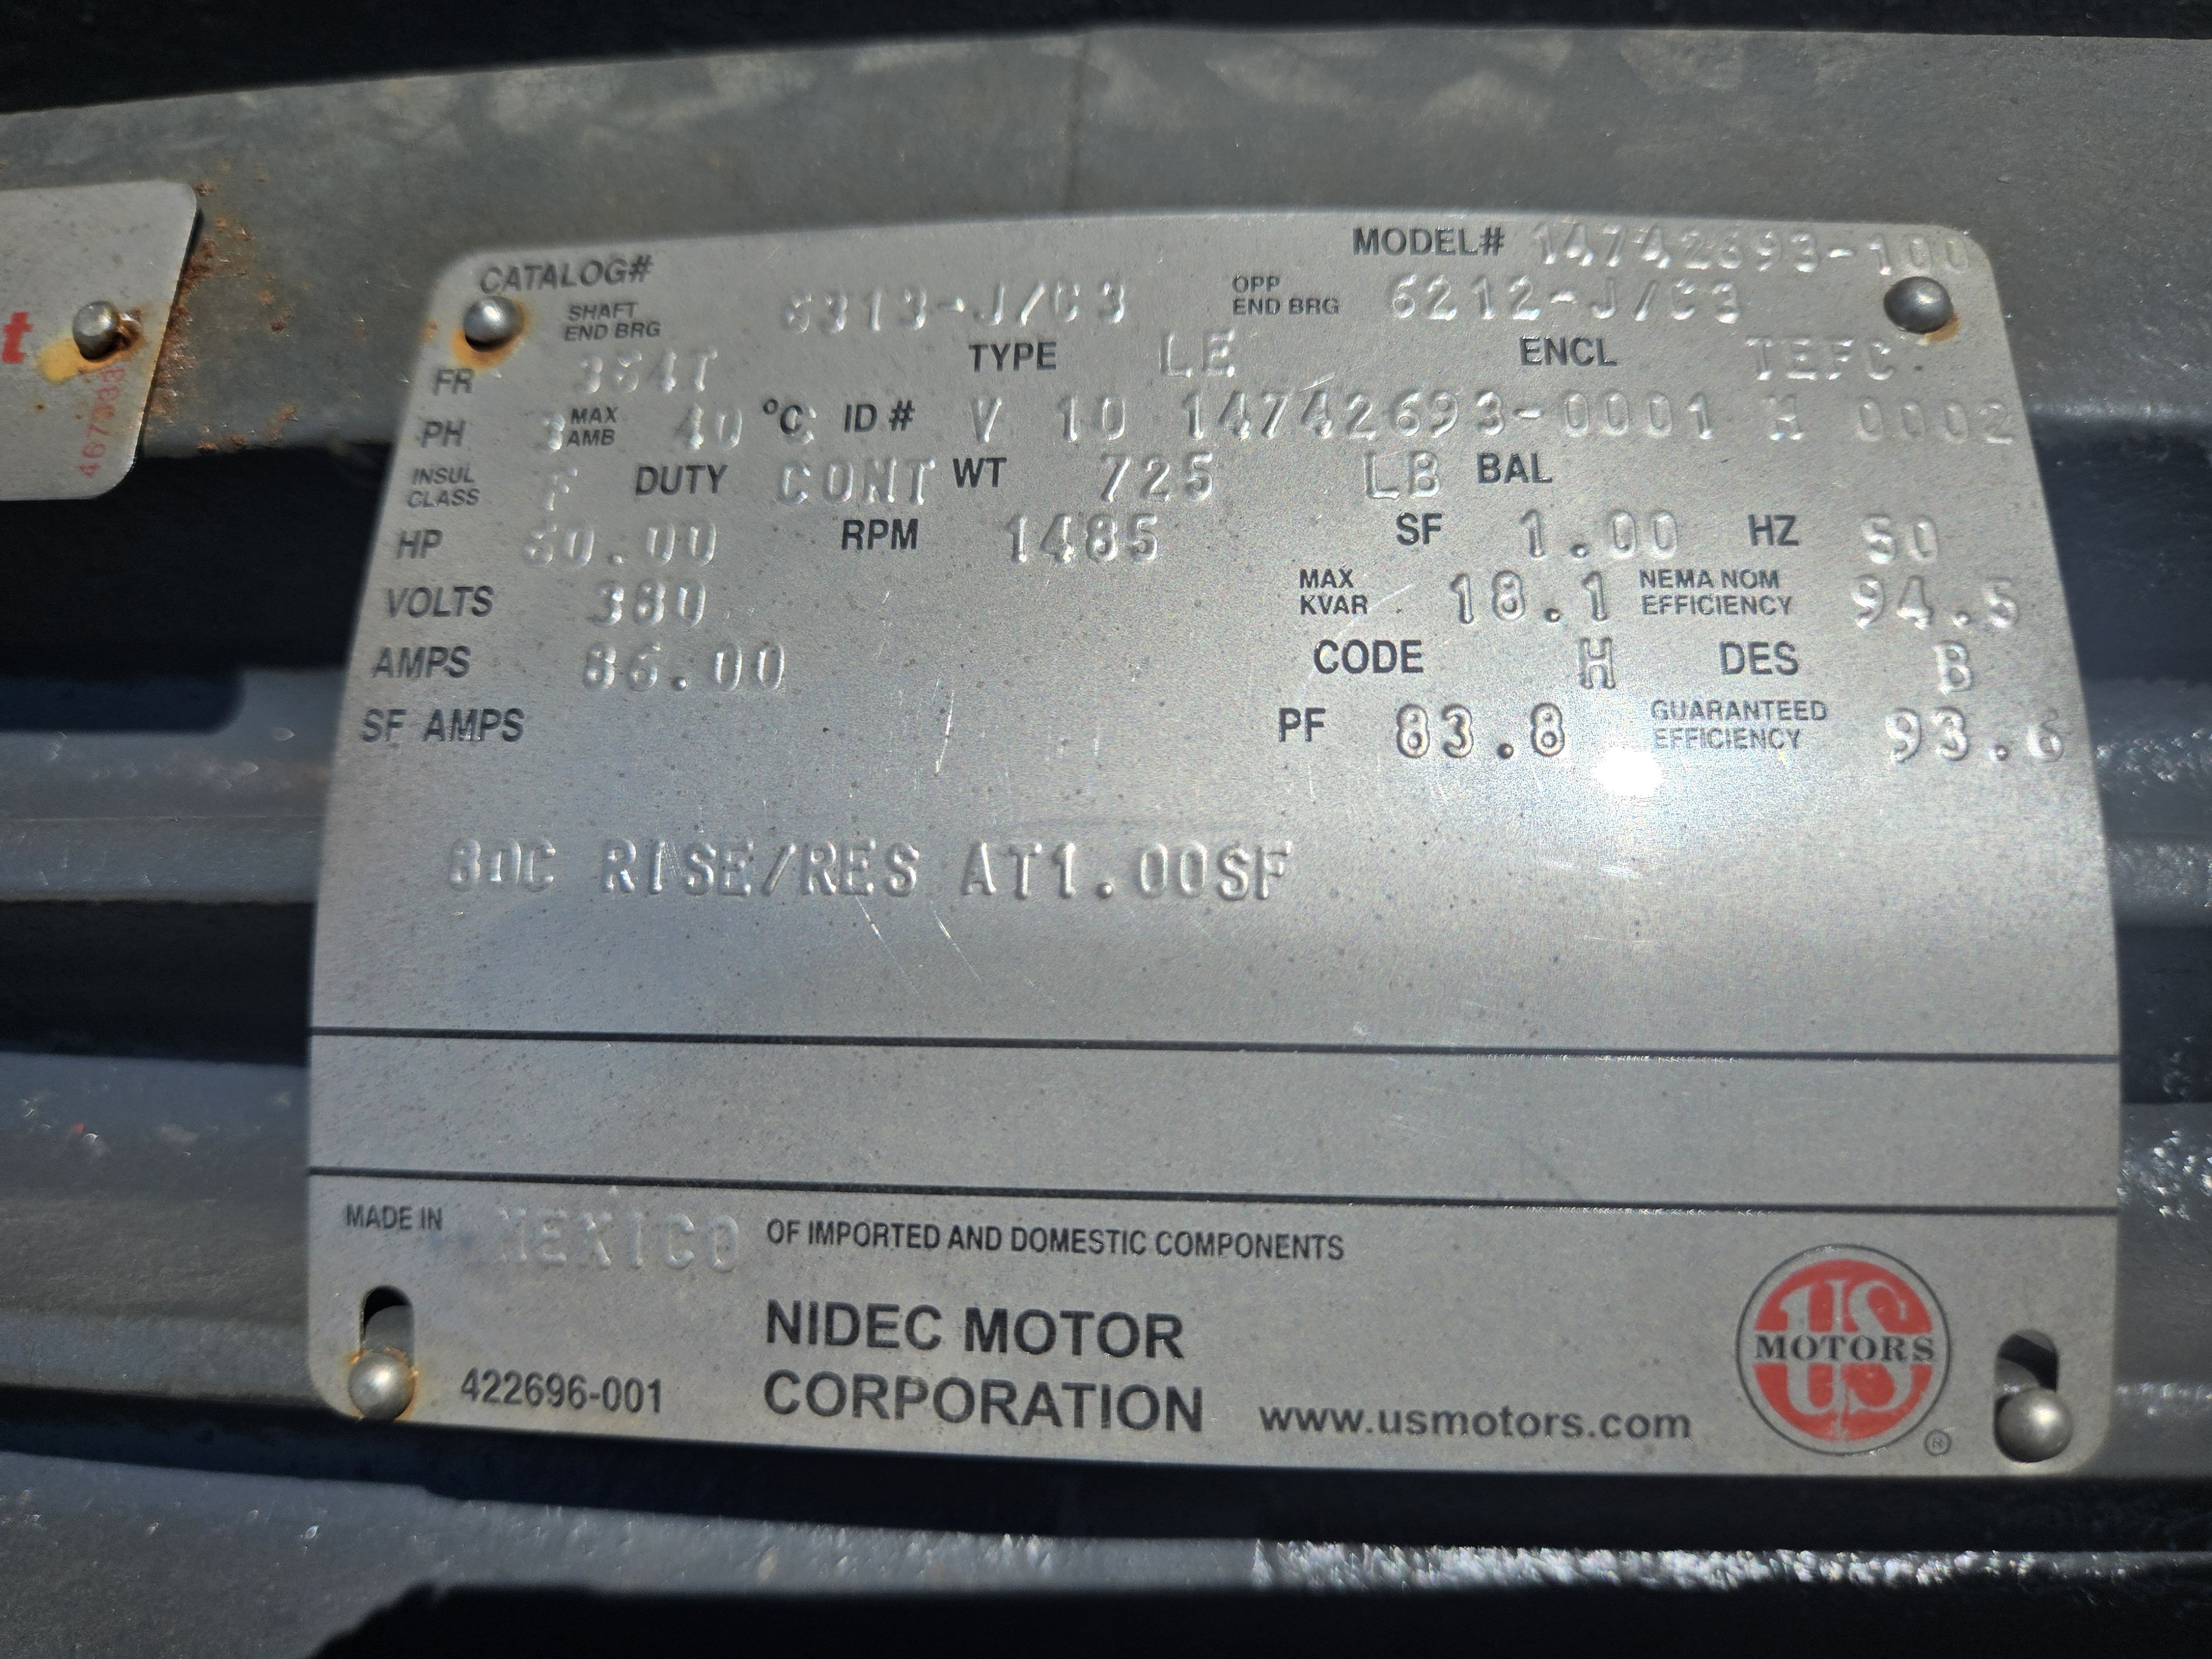 t
467333
CATALOG# MODEL# 14742693-100
SHAFT END BRG 6313-J/C3 OPP END BRG 6212-J/C3
FR 364T TYPE LE ENCL TEFC
PH 3 MAX AMB 40 °C ID # V 10 14742693-0001 M 0002
INSUL CLASS F DUTY CONT WT 725 LB BAL
HP 60.00 RPM 1485 SF 1.00 HZ 50
VOLTS 380 MAX KVAR 18.1 NEMA NOM EFFICIENCY 94.5
AMPS 86.00 CODE H DES B
SF AMPS PF 83.8 GUARANTEED EFFICIENCY 93.6
80C RISE/RES AT1.00SF
MADE IN MEXICO OF IMPORTED AND DOMESTIC COMPONENTS
NIDEC MOTOR
CORPORATION
422696-001
www.usmotors.com
US
MOTORS
®